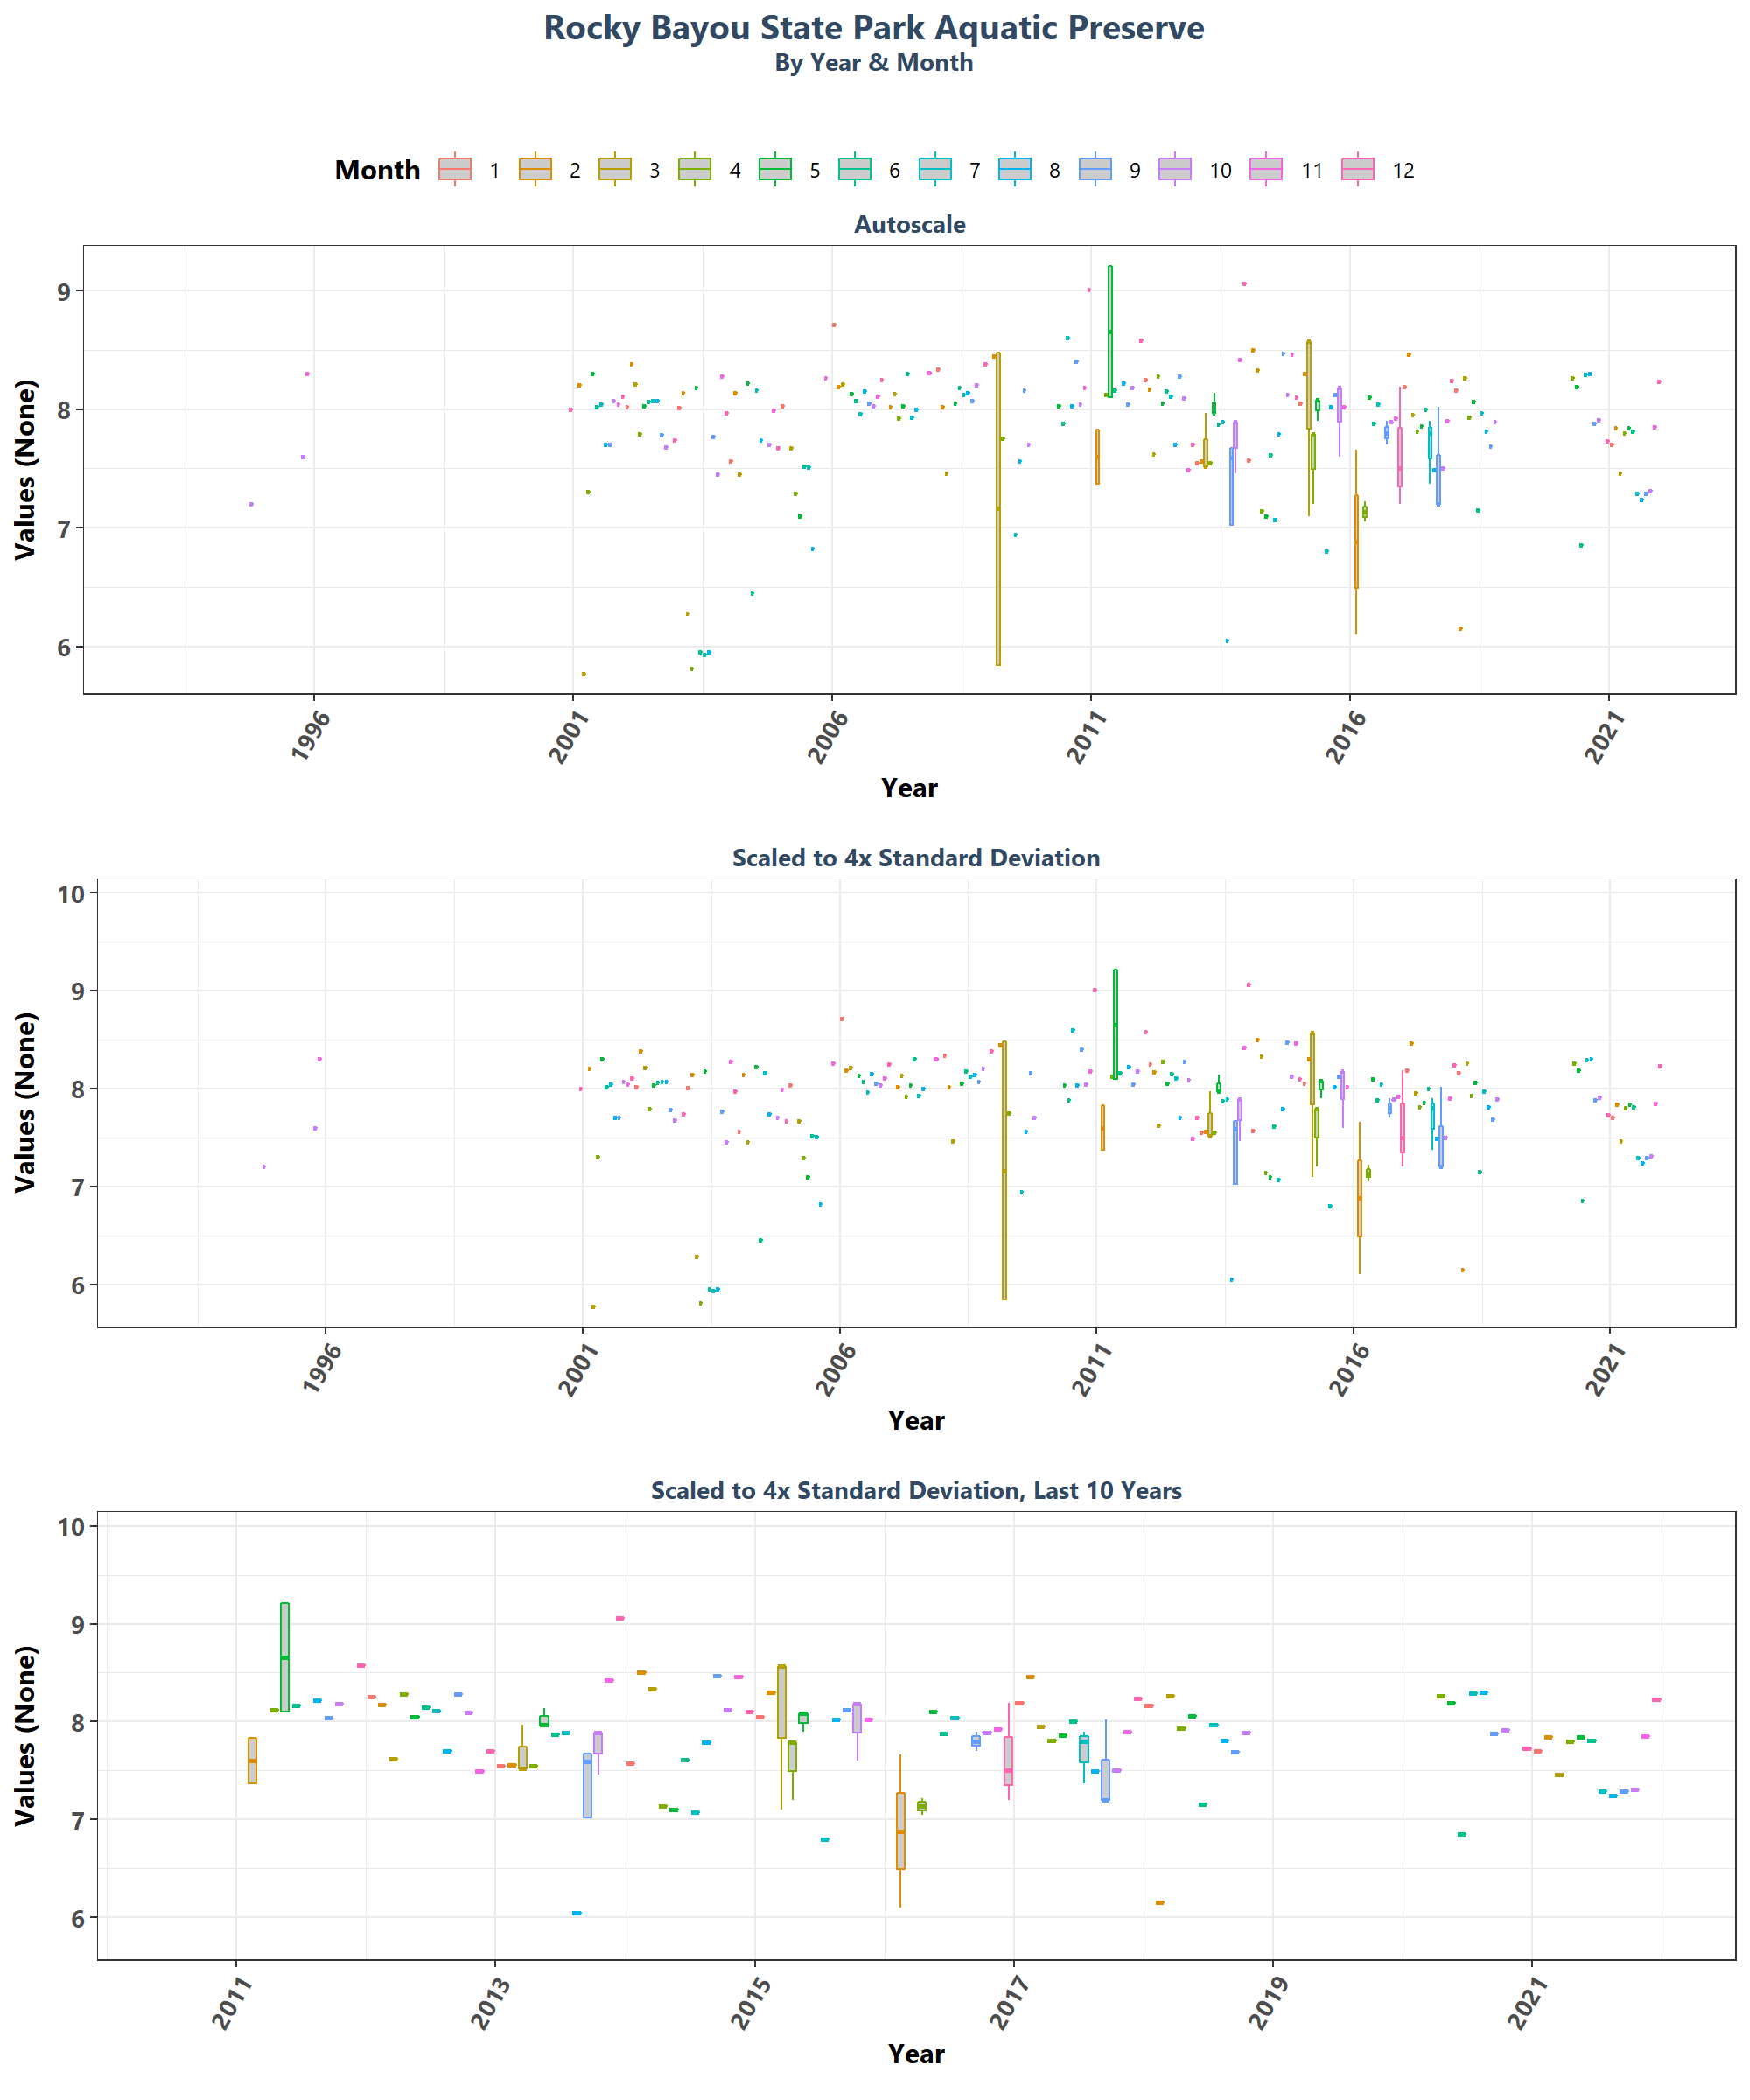 Rocky Bayou State Park Aquatic Preserve
By Year & Month
Month 1 2 3 4 5 6 7 8 9 10 11 12
Autoscale
Values (None)
9
8
7
6
1996 2001 2006 2011 2016 2021
Year
Scaled to 4x Standard Deviation
Values (None)
10
9
8
7
6
1996 2001 2006 2011 2016 2021
Year
Scaled to 4x Standard Deviation, Last 10 Years
Values (None)
10
9
8
7
6
2011 2013 2015 2017 2019 2021
Year